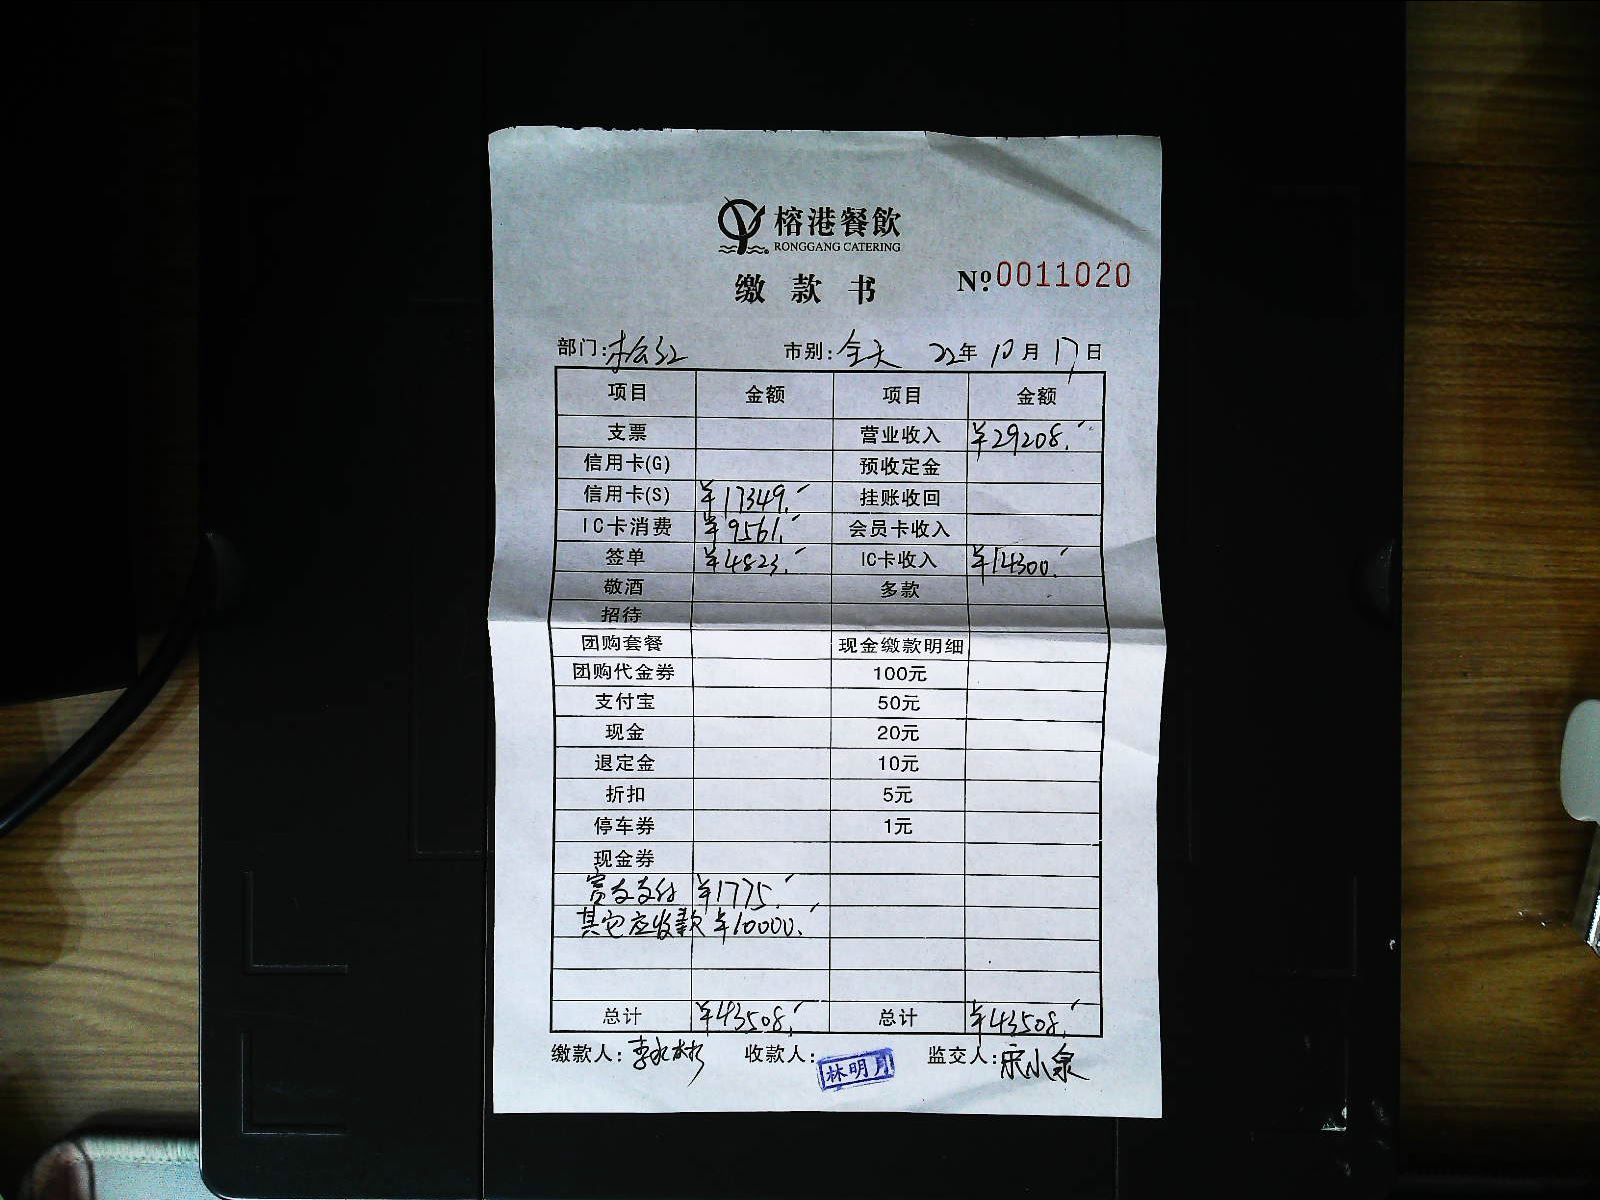 榕港餐飲
RONGGANG CATERING
缴款书 Nº 0011020
部门: 市别: 全天 22年 10月 17日
项目 金额 项目 金额
支票 营业收入 ¥29208.-
信用卡(G) 预收定金
信用卡(S) ¥17349.- 挂账收回
IC卡消费 ¥9561.- 会员卡收入
签单 ¥4823.- IC卡收入 ¥14300.-
敬酒 多款
招待
团购套餐 现金缴款明细
团购代金券 100元
支付宝 50元
现金 20元
退定金 10元
折扣 5元
停车券 1元
现金券
支付 ¥1775.-
其它应收款 ¥10000.-
总计 ¥43508.- 总计 ¥43508.-
缴款人: 李 收款人: 林明月 监交人: 宋小泉